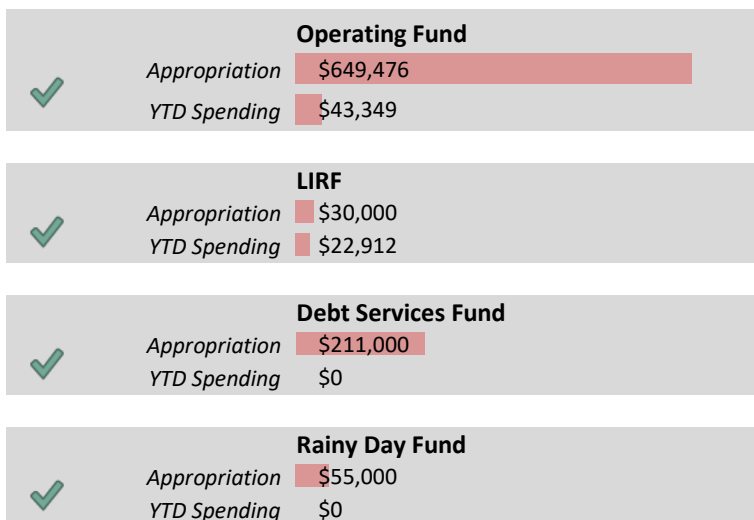 Operating Fund
Appropriation $649,476
YTD Spending $43,349
LIRF
Appropriation $30,000
YTD Spending $22,912
Debt Services Fund
Appropriation $211,000
YTD Spending $0
Rainy Day Fund
Appropriation $55,000
YTD Spending $0